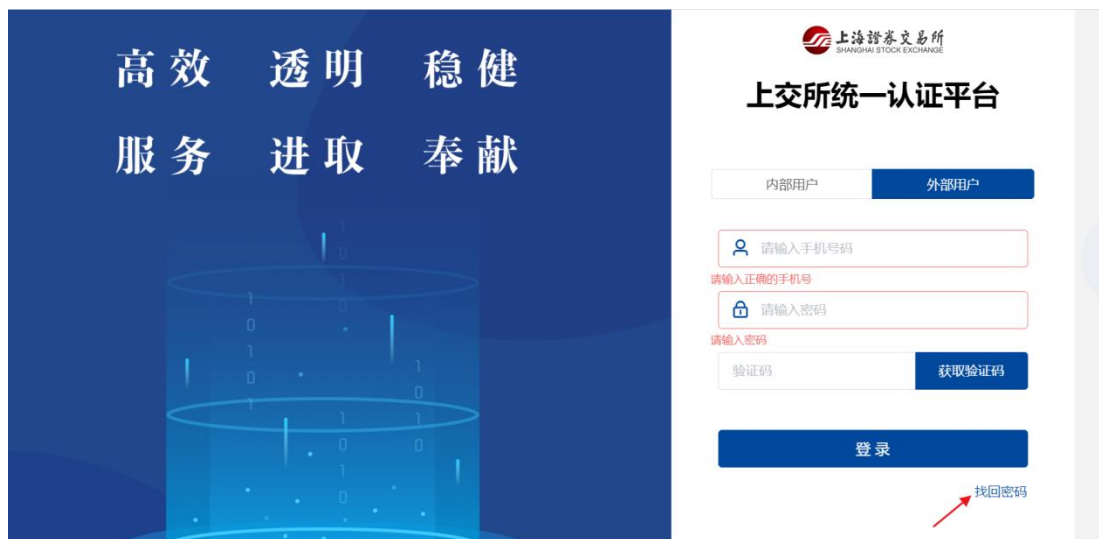 高效 透明 稳健
服务 进取 奉献
上海證券交易所
SHANGHAI STOCK EXCHANGE
上交所统一认证平台
内部用户 外部用户
请输入手机号码
请输入正确的手机号
请输入密码
请输入密码
验证码 获取验证码
登录
找回密码